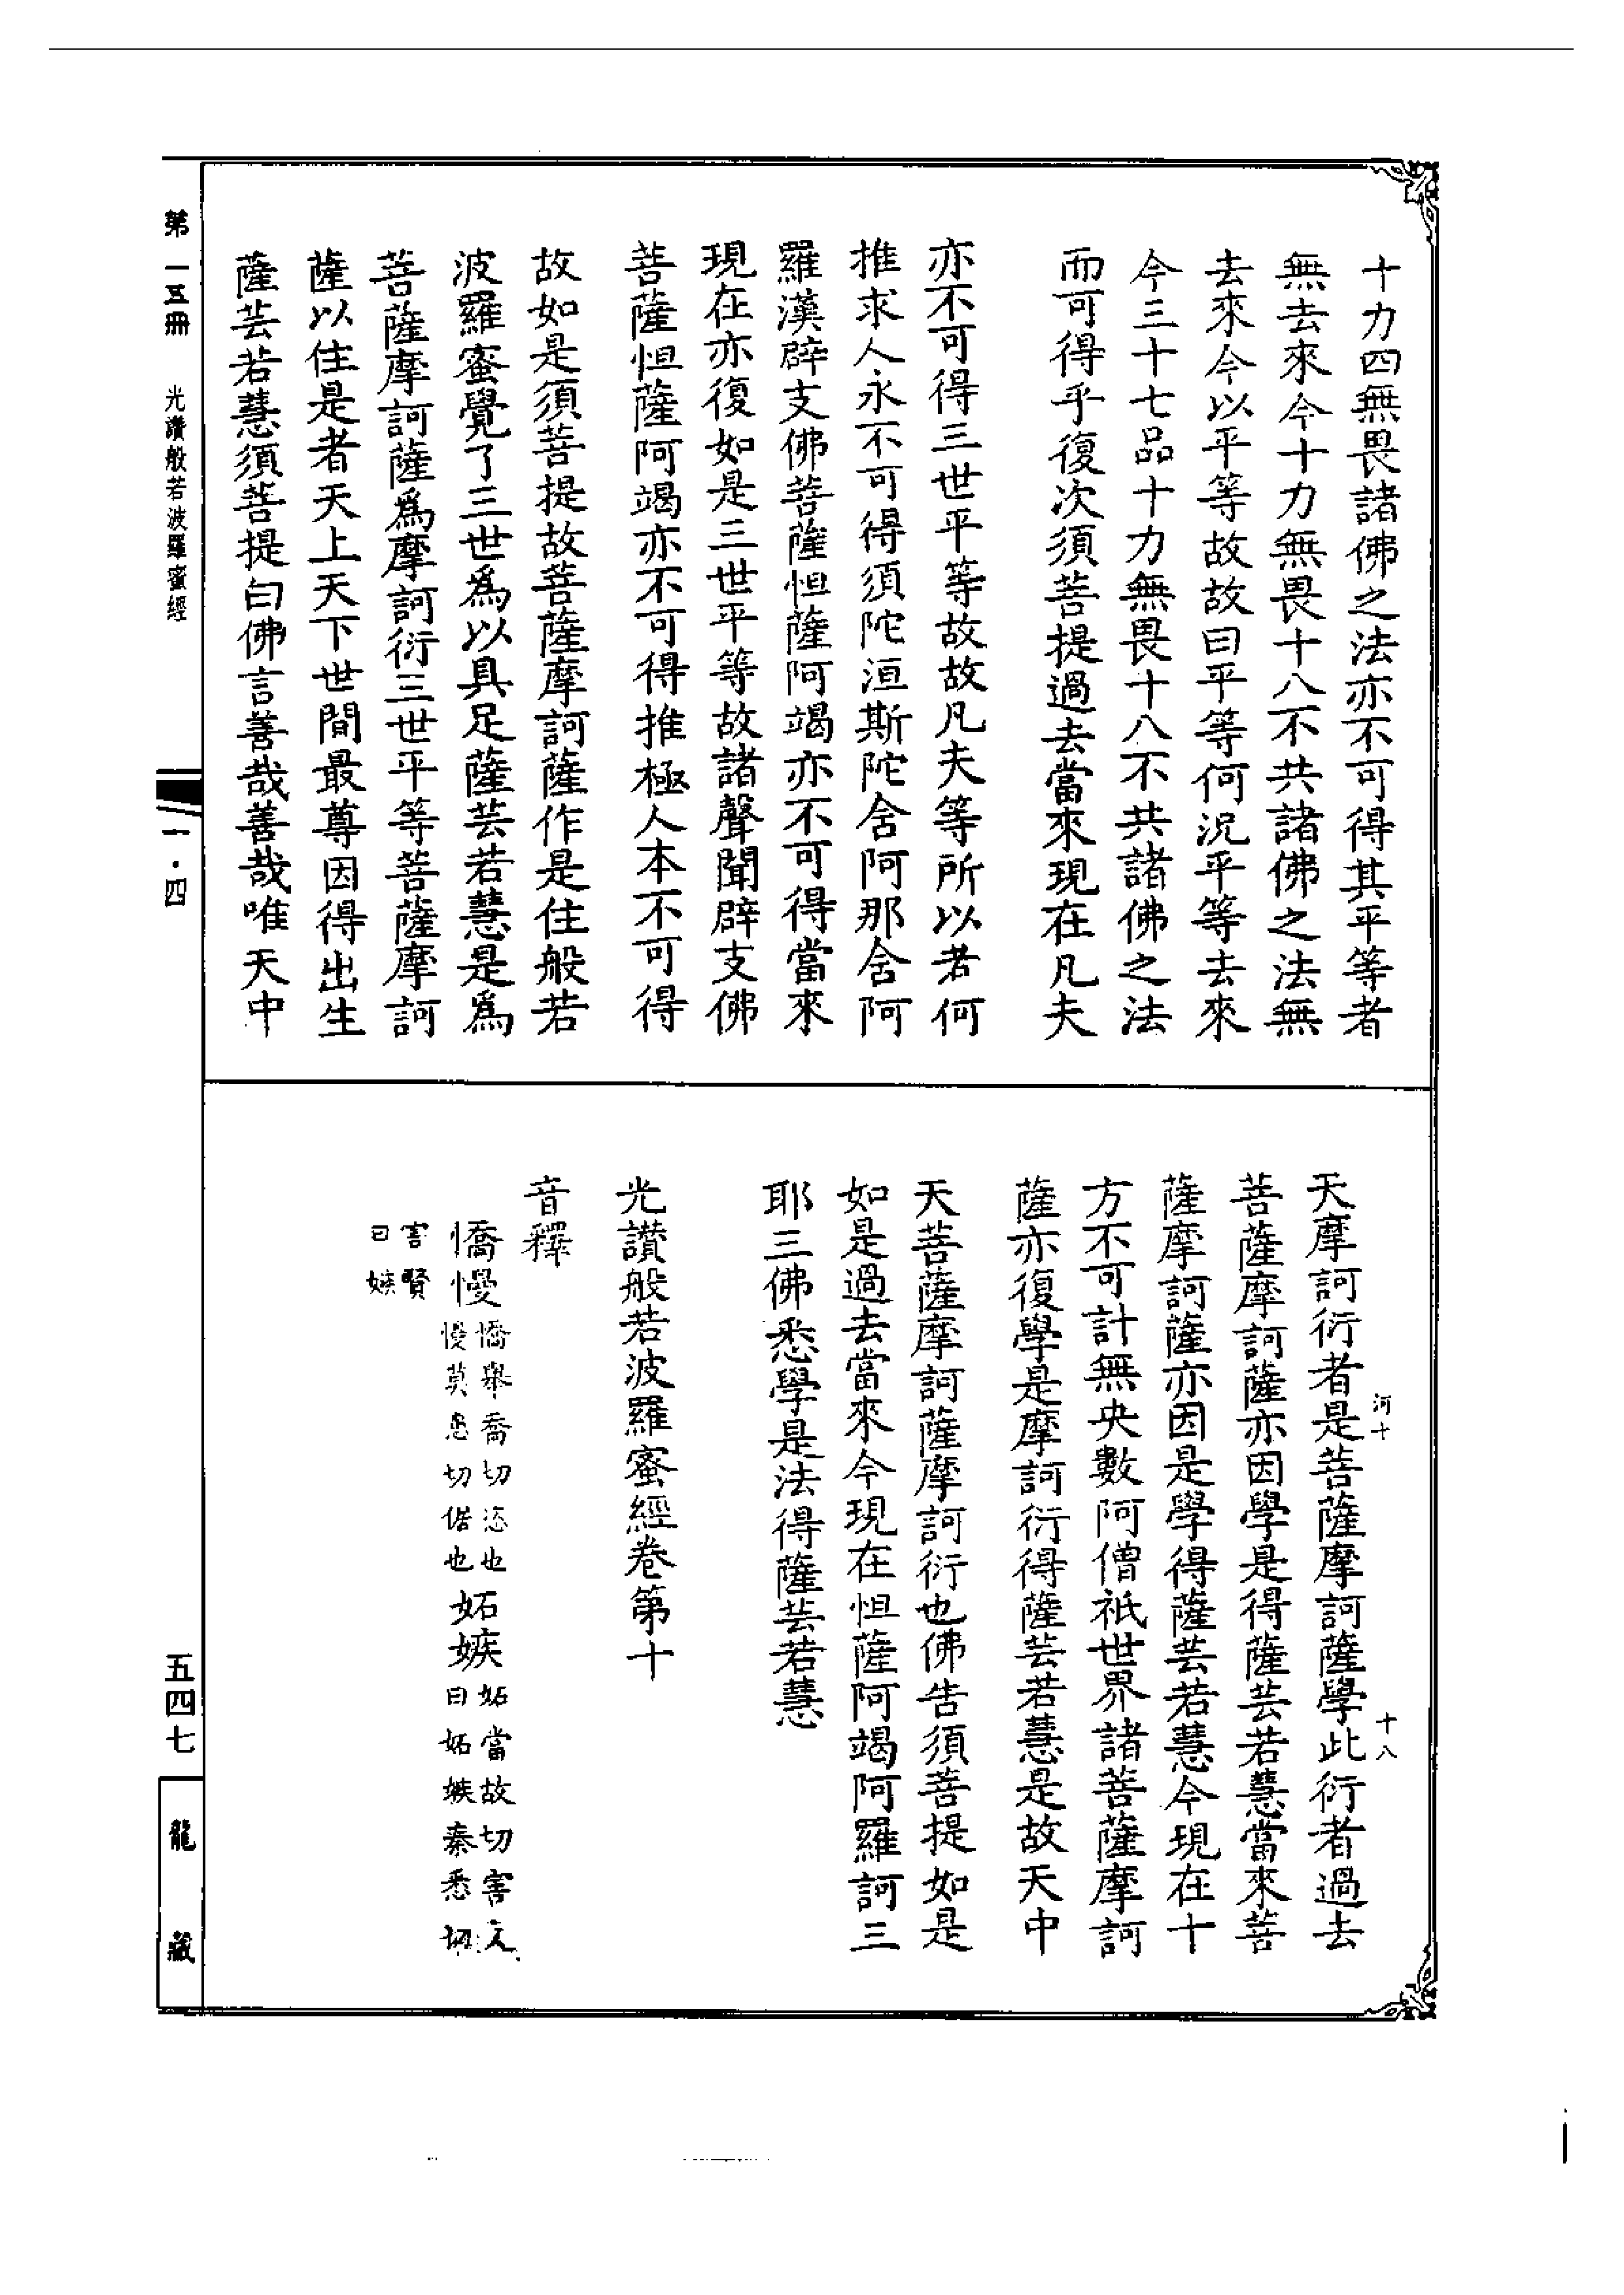 十力四無畏諸佛之法亦不可得其平等者
無去來今十力無畏十八不共諸佛之法無
去來今以平等故故曰平等何況平等去來
今三十七品十力無畏十八不共諸佛之法
而可得乎復次須菩提過去當來現在凡夫
亦不可得三世平等故故凡夫等所以者何
推求人永不可得須陀洹斯陀含阿那含阿
羅漢辟支佛菩薩怛薩阿竭亦不可得當來
現在亦復如是三世平等故諸聲聞辟支佛
菩薩怛薩阿竭亦不可得推極人本不可得
故如是須菩提故菩薩摩訶薩作是住般若
波羅蜜覺了三世為以具足薩芸若慧是為
菩薩摩訶薩為摩訶衍三世平等菩薩摩訶
薩以住是者天上天下世間最尊因得出生
薩芸若慧須菩提白佛言善哉善哉唯天中
天摩訶衍者是菩薩摩訶薩學此衍者過去
河十
十八
菩薩摩訶薩亦因學是得薩芸若慧當來菩
薩摩訶薩亦因是學得薩芸若慧今現在十
方不可計無央數阿僧祇世界諸菩薩摩訶
薩亦復學是摩訶衍得薩芸若慧是故天中
天菩薩摩訶薩摩訶衍也佛告須菩提如是
如是過去當來今現在怛薩阿竭阿羅訶三
耶三佛悉學是法得薩芸若慧
光讚般若波羅蜜經卷第十
音釋
憍慢
憍舉喬切恣也
慢莫患切倨也
妬嫉
妬當故切害文
曰妬嫉秦悉切
害賢
曰嫉
第一五冊
光讚般若波羅蜜經
一·四
五四七
龍藏